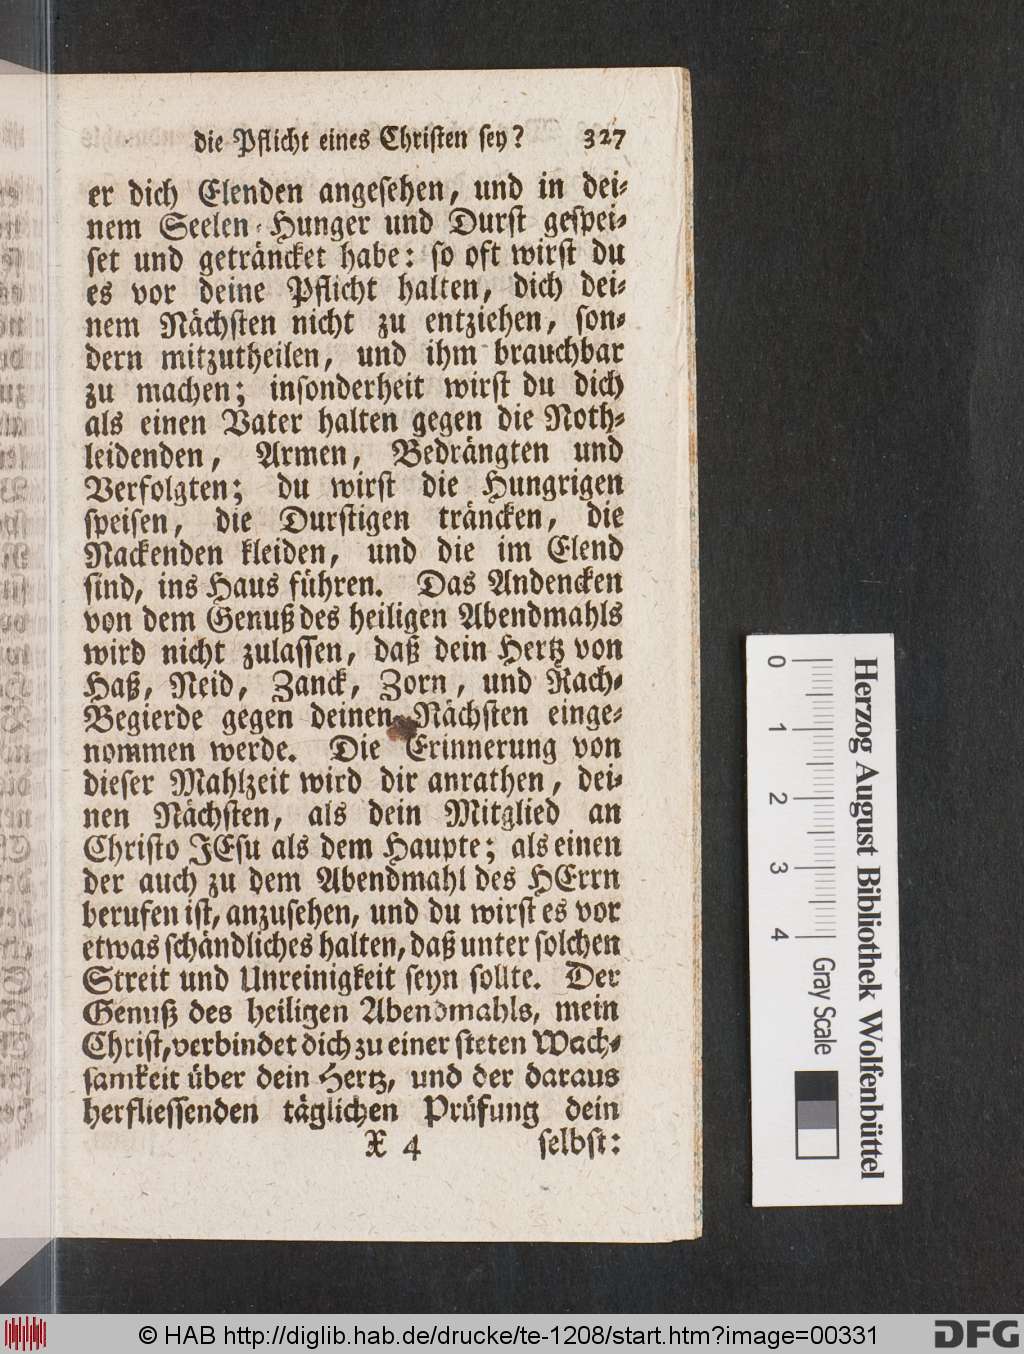 die Pflicht eines Christen sey? 327
er dich Elenden angesehen, und in dei-
nem Seelen-Hunger und Durst gespei-
set und geträncket habe: so oft wirst du
es vor deine Pflicht halten, dich dei-
nem Nächsten nicht zu entziehen, son-
dern mitzutheilen, und ihm brauchbar
zu machen; insonderheit wirst du dich
als einen Vater halten gegen die Noth-
leidenden, Armen, Bedrängten und
Verfolgten; du wirst die Hungrigen
speisen, die Durstigen träncken, die
Nackenden kleiden, und die im Elend
sind, ins Haus führen. Das Andencken
von dem Genuß des heiligen Abendmahls
wird nicht zulassen, daß dein Hertz von
Haß, Neid, Zanck, Zorn, und Rach-
Begierde gegen deinen Nächsten einge-
nommen werde. Die Erinnerung von
dieser Mahlzeit wird dir anrathen, dei-
nen Nächsten, als dein Mitglied an
Christo JEsu als dem Haupte; als einen
der auch zu dem Abendmahl des HErrn
berufen ist, anzusehen, und du wirst es vor
etwas schändliches halten, daß unter solchen
Streit und Unreinigkeit seyn sollte. Der
Genuß des heiligen Abendmahls, mein
Christ, verbindet dich zu einer steten Wach-
samkeit über dein Hertz, und der daraus
herfliessenden täglichen Prüfung dein
X 4 selbst:
0 1 2 3 4
Gray Scale
Herzog August Bibliothek Wolfenbüttel
© HAB http://diglib.hab.de/drucke/te-1208/start.htm?image=00331
DFG